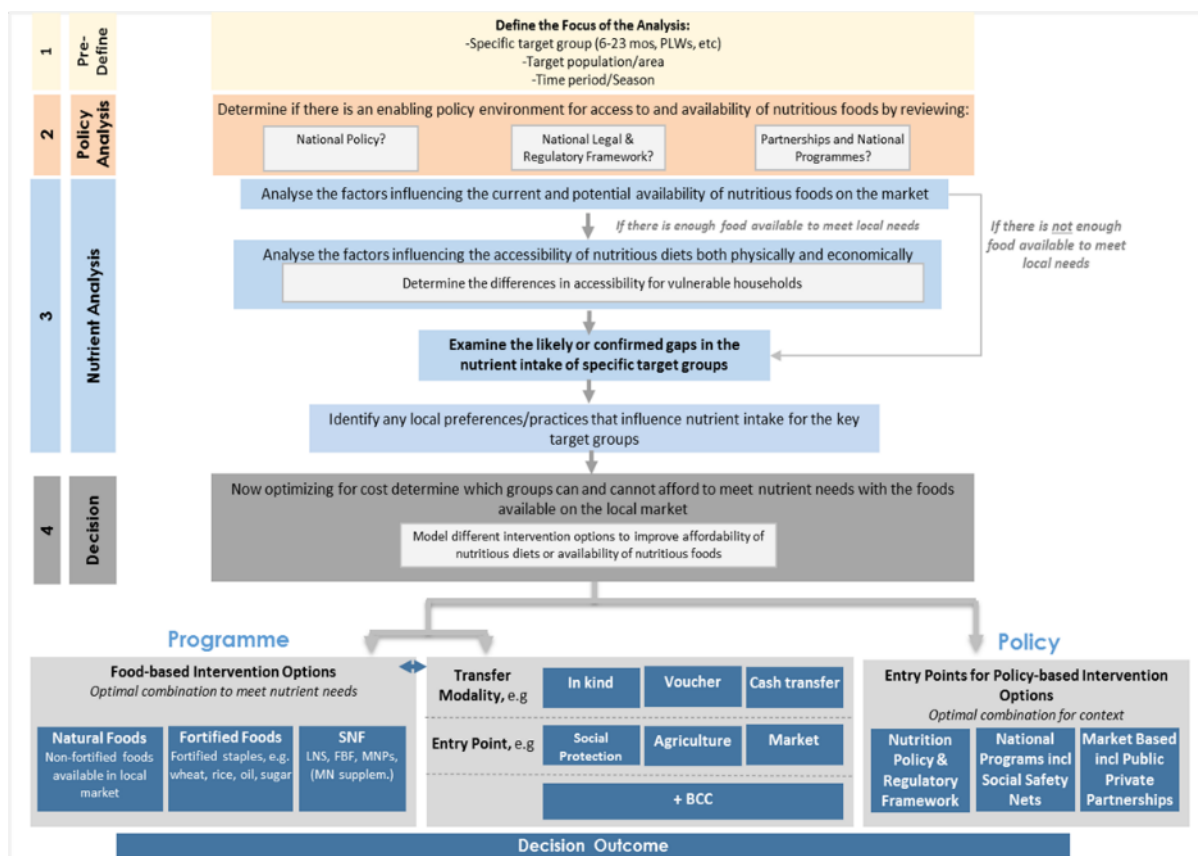 1
Pre-
Define
Define the Focus of the Analysis:
-Specific target group (6-23 mos, PLWs, etc)
-Target population/area
-Time period/Season
2
Policy
Analysis
Determine if there is an enabling policy environment for access to and availability of nutritious foods by reviewing:
National Policy?
National Legal &
Regulatory Framework?
Partnerships and National
Programmes?
3
Nutrient Analysis
Analyse the factors influencing the current and potential availability of nutritious foods on the market
If there is enough food available to meet local needs
If there is not enough
food available to meet
local needs
Analyse the factors influencing the accessibility of nutritious diets both physically and economically
Determine the differences in accessibility for vulnerable households
Examine the likely or confirmed gaps in the
nutrient intake of specific target groups
Identify any local preferences/practices that influence nutrient intake for the key
target groups
4
Decision
Now optimizing for cost determine which groups can and cannot afford to meet nutrient needs with the foods
available on the local market
Model different intervention options to improve affordability of
nutritious diets or availability of nutritious foods
Programme
Food-based Intervention Options
Optimal combination to meet nutrient needs
Natural Foods
Non-fortified foods
available in local
market
Fortified Foods
Fortified staples, e.g.
wheat, rice, oil, sugar
SNF
LNS, FBF, MNPs,
(MN supplem.)
Transfer
Modality, e.g
In kind
Voucher
Cash transfer
Entry Point, e.g
Social
Protection
Agriculture
Market
+ BCC
Policy
Entry Points for Policy-based Intervention
Options
Optimal combination for context
Nutrition
Policy &
Regulatory
Framework
National
Programs incl
Social Safety
Nets
Market Based
incl Public
Private
Partnerships
Decision Outcome